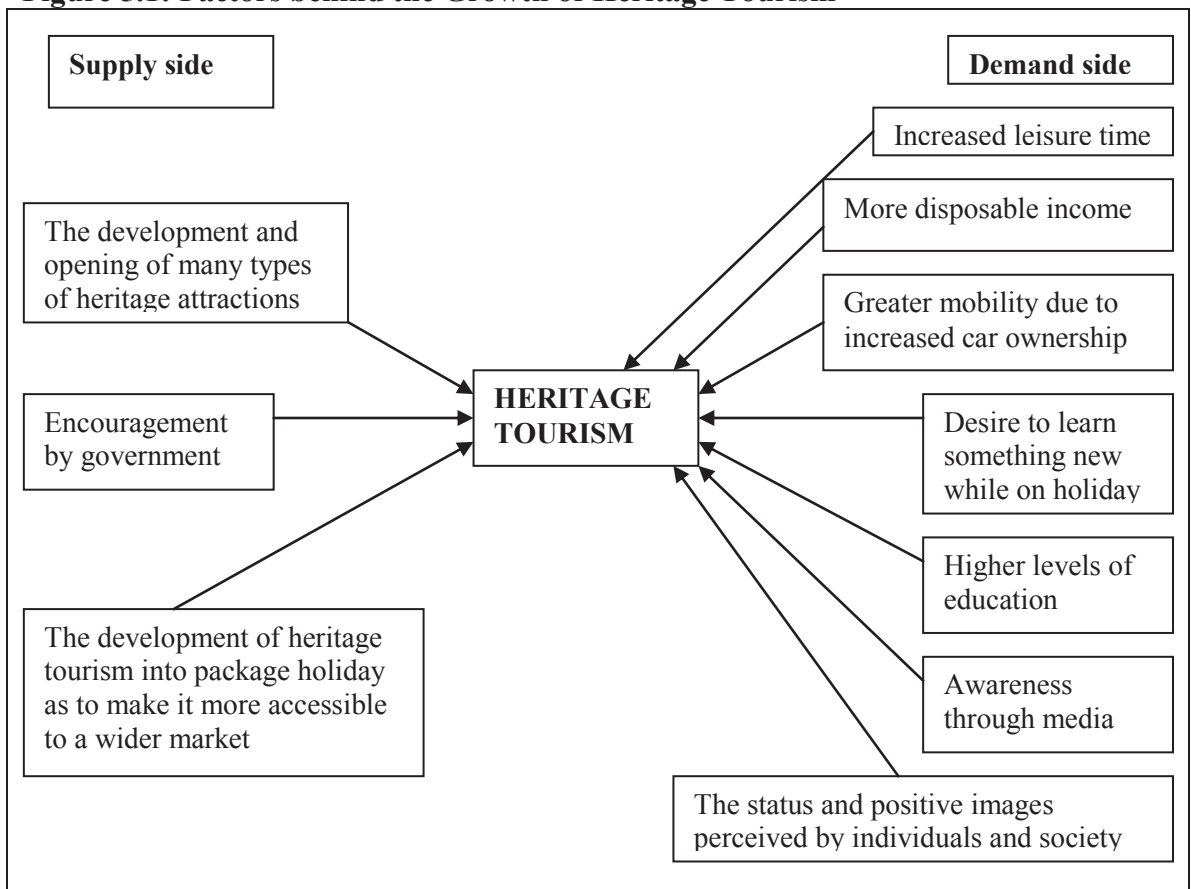 Figure 3.1: Factors behind the Growth of Heritage Tourism
Supply side
Demand side
Increased leisure time
More disposable income
The development and
opening of many types
of heritage attractions
Greater mobility due to
increased car ownership
HERITAGE
TOURISM
Encouragement
by government
Desire to learn
something new
while on holiday
Higher levels of
education
The development of heritage
tourism into package holiday
as to make it more accessible
to a wider market
Awareness
through media
The status and positive images
perceived by individuals and society